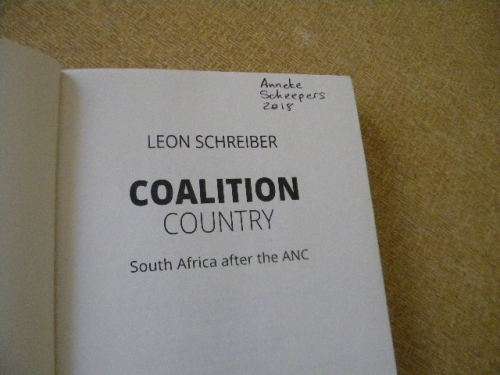 Anneke
Scheepers
2018
LEON SCHREIBER
COALITION
COUNTRY
South Africa after the ANC